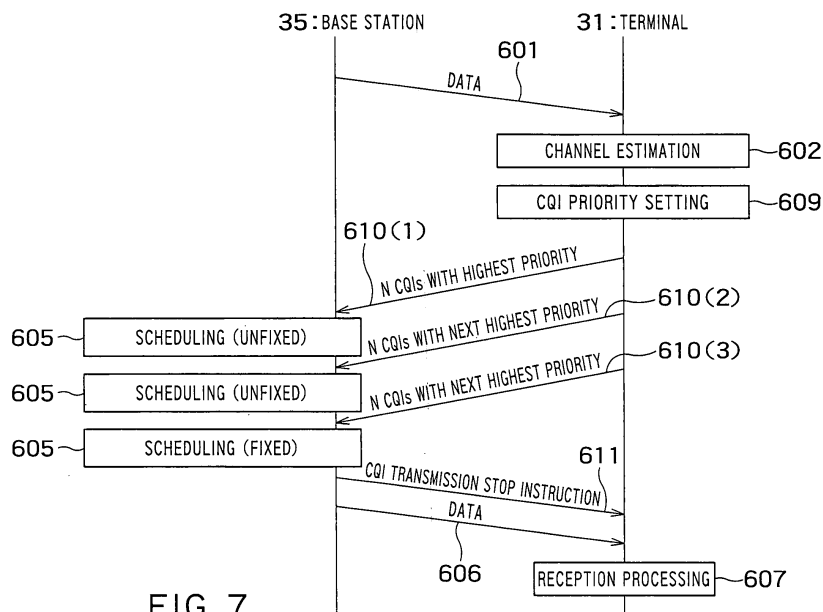 35: BASE STATION
31: TERMINAL
601
DATA
CHANNEL ESTIMATION
602
CQI PRIORITY SETTING
609
610(1)
N CQIs WITH HIGHEST PRIORITY
610(2)
N CQIs WITH NEXT HIGHEST PRIORITY
605
SCHEDULING (UNFIXED)
610(3)
N CQIs WITH NEXT HIGHEST PRIORITY
605
SCHEDULING (UNFIXED)
605
SCHEDULING (FIXED)
611
CQI TRANSMISSION STOP INSTRUCTION
DATA
606
RECEPTION PROCESSING
607
FIG. 7